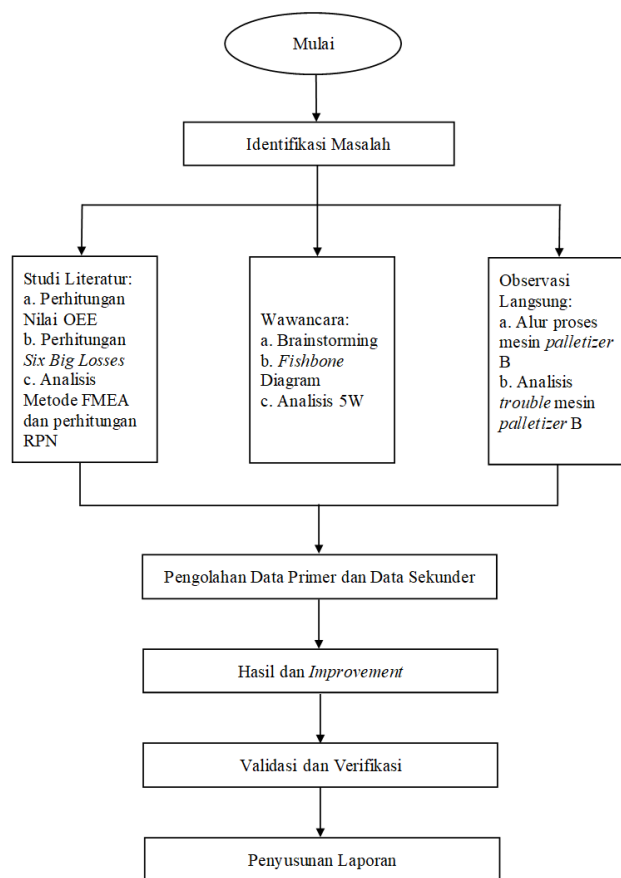 Mulai
Identifikasi Masalah
Studi Literatur:
a. Perhitungan
Nilai OEE
b. Perhitungan
Six Big Losses
c. Analisis
Metode FMEA
dan perhitungan
RPN
Wawancara:
a. Brainstorming
b. Fishbone
Diagram
c. Analisis 5W
Observasi
Langsung:
a. Alur proses
mesin palletizer
B
b. Analisis
trouble mesin
palletizer B
Pengolahan Data Primer dan Data Sekunder
Hasil dan Improvement
Validasi dan Verifikasi
Penyusunan Laporan